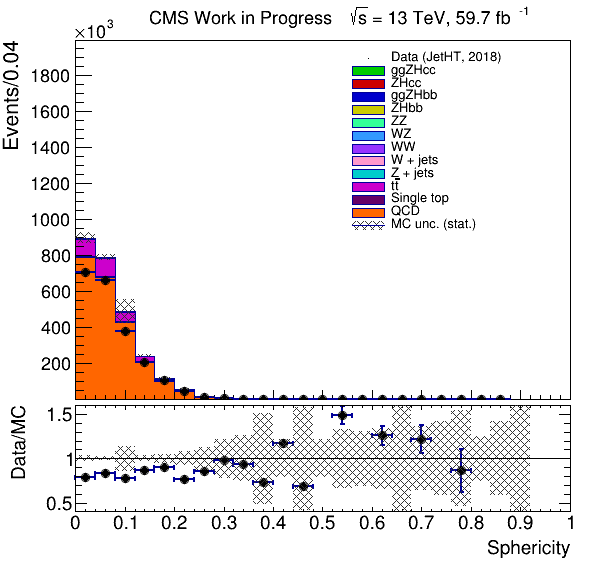 CMS Work in Progress √s = 13 TeV, 59.7 fb⁻¹
×10³
Events/0.04
1800
1600
1400
1200
1000
800
600
400
200
Data (JetHT, 2018)
ggZHcc
ZHcc
ggZHbb
ZHbb
ZZ
WZ
WW
W + jets
Z + jets
tt̅
Single top
QCD
MC unc. (stat.)
Data/MC
1.5
1
0.5
0 0.1 0.2 0.3 0.4 0.5 0.6 0.7 0.8 0.9 1
Sphericity